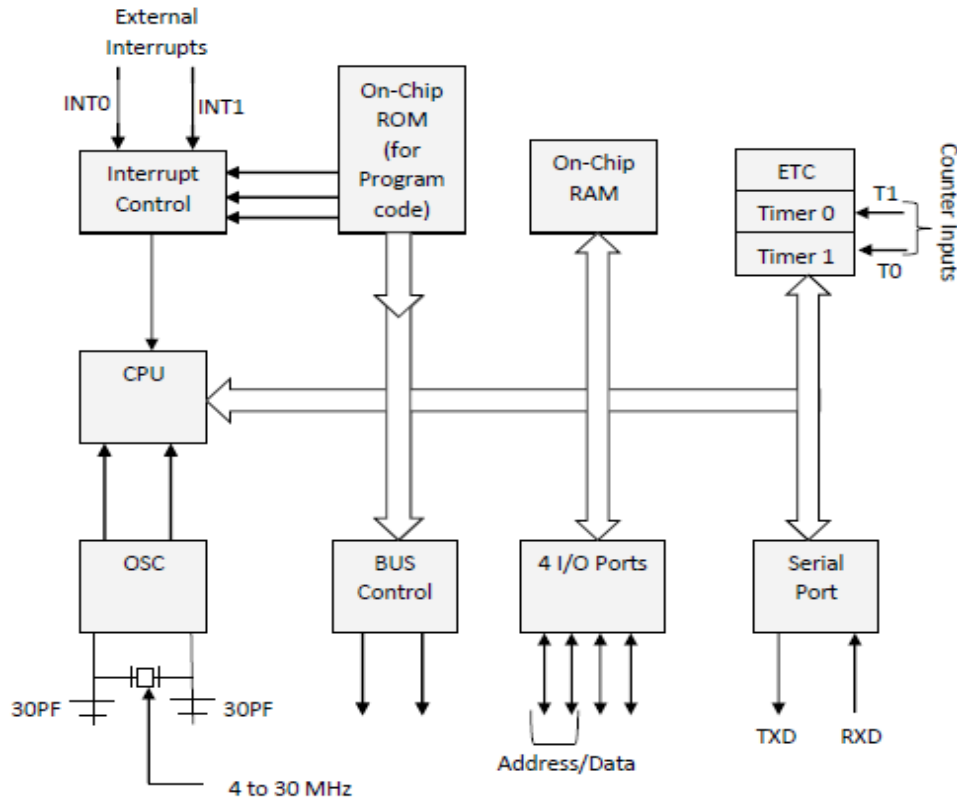 External
Interrupts
INT0
INT1
Interrupt
Control
On-Chip
ROM
(for
Program
code)
On-Chip
RAM
ETC
Timer 0
Timer 1
T1
T0
Counter Inputs
CPU
OSC
BUS
Control
4 I/O Ports
Serial
Port
30PF
30PF
4 to 30 MHz
Address/Data
TXD
RXD